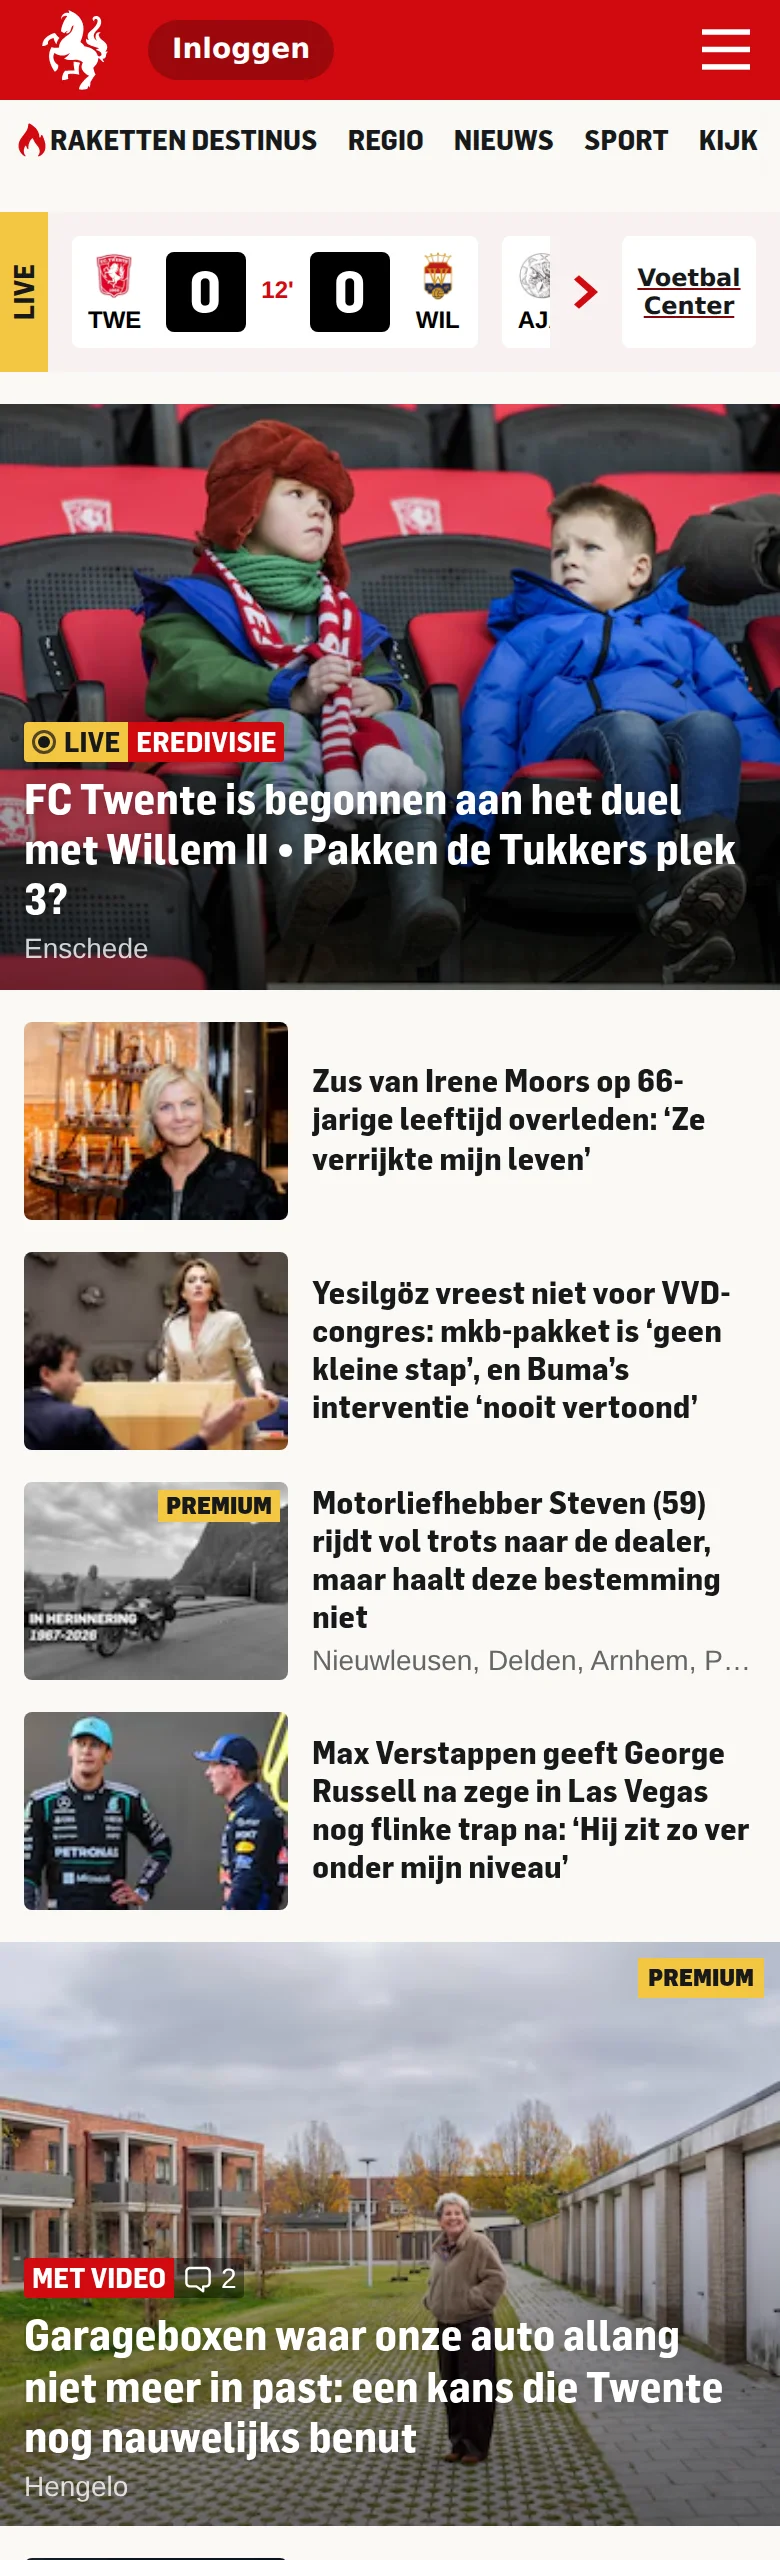 Inloggen
RAKETTEN DESTINUS REGIO NIEUWS SPORT KIJK
LIVE
TWE 0 12' 0 WIL
AJ
Voetbal
Center
LIVE EREDIVISIE
FC Twente is begonnen aan het duel
met Willem II • Pakken de Tukkers plek
3?
Enschede
Zus van Irene Moors op 66-
jarige leeftijd overleden: ‘Ze
verrijkte mijn leven’
Yesilgöz vreest niet voor VVD-
congres: mkb-pakket is ‘geen
kleine stap’, en Buma’s
interventie ‘nooit vertoond’
PREMIUM
IN HERINNERING
1967-2026
Motorliefhebber Steven (59)
rijdt vol trots naar de dealer,
maar haalt deze bestemming
niet
Nieuwleusen, Delden, Arnhem, P...
PETRONAS
Microsoft
Max Verstappen geeft George
Russell na zege in Las Vegas
nog flinke trap na: ‘Hij zit zo ver
onder mijn niveau’
PREMIUM
MET VIDEO 2
Garageboxen waar onze auto allang
niet meer in past: een kans die Twente
nog nauwelijks benut
Hengelo